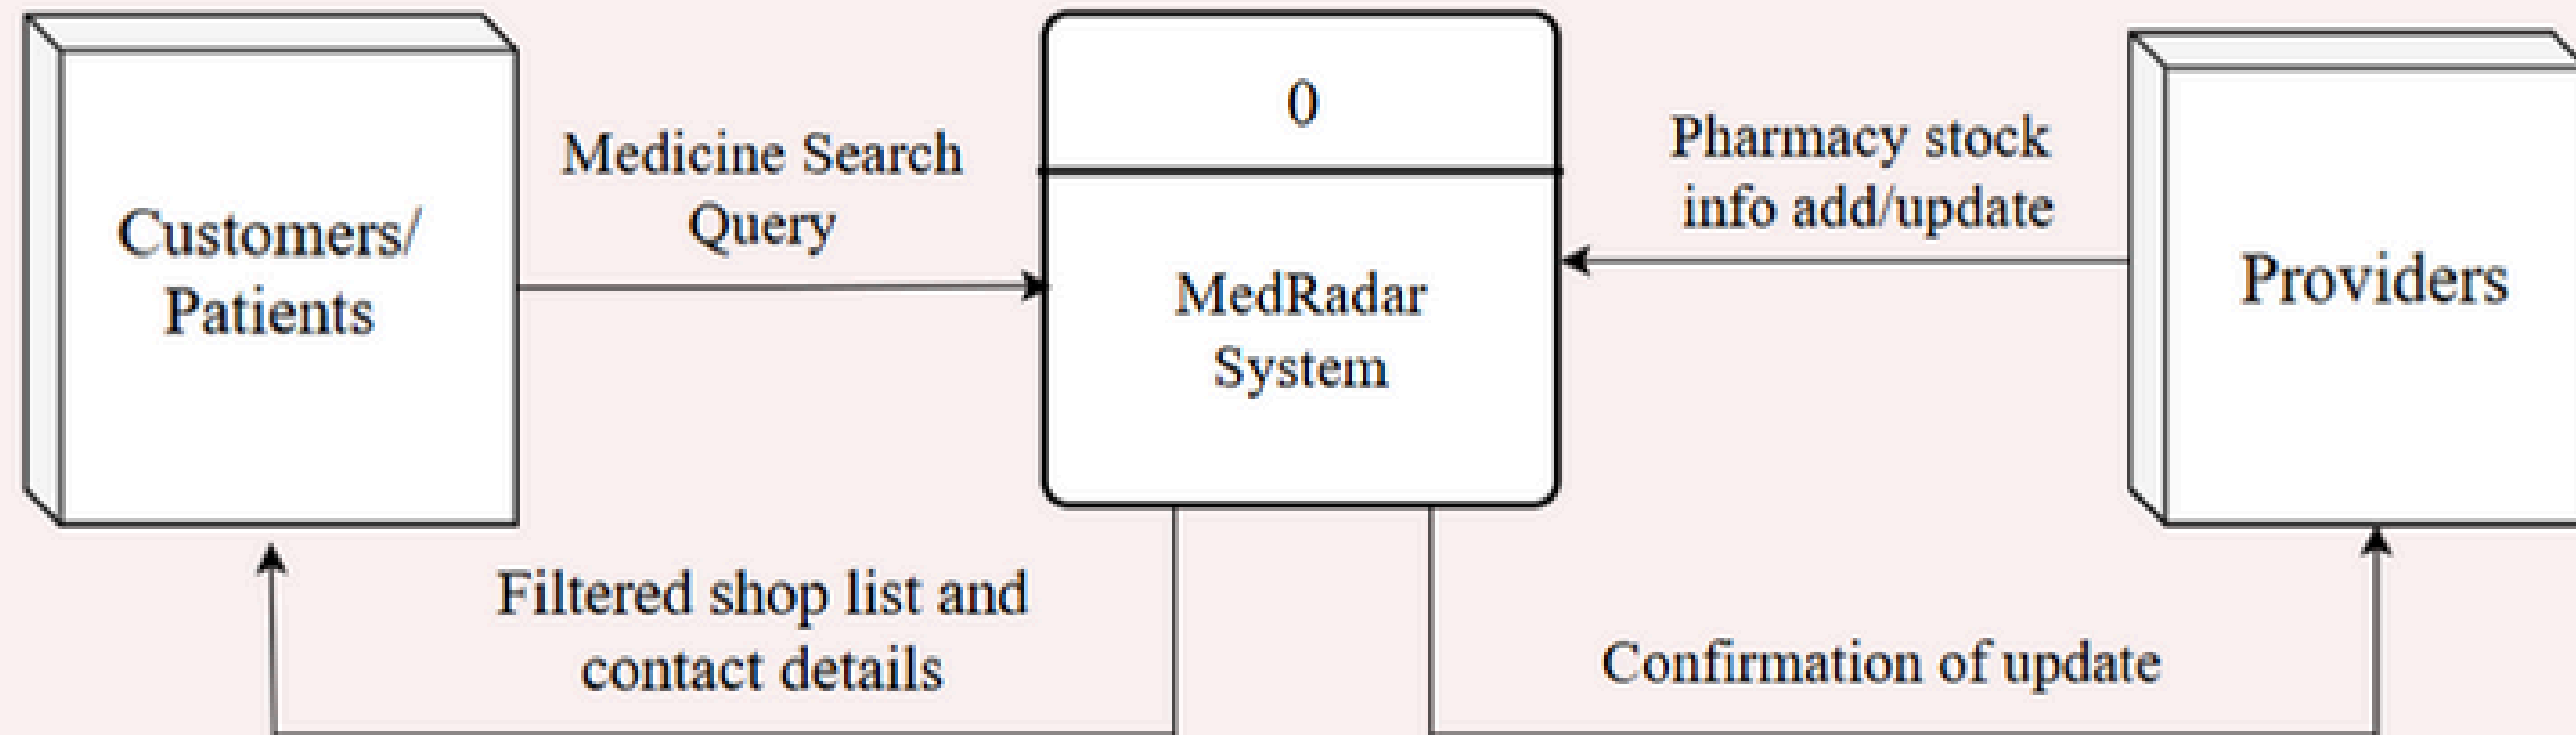 Customers/
Patients
Medicine Search
Query
0
MedRadar
System
Pharmacy stock
info add/update
Providers
Filtered shop list and
contact details
Confirmation of update